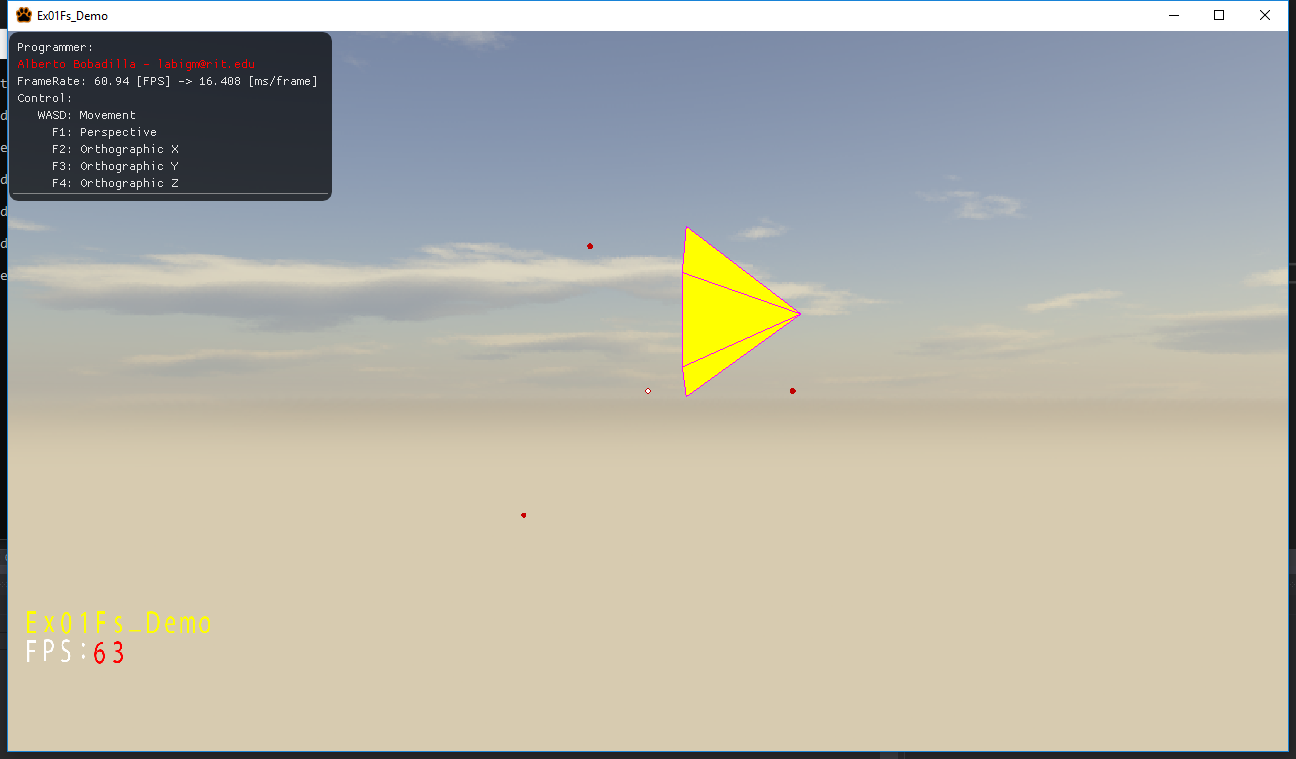 Ex01Fs_Demo
Programmer:
Alberto Bobadilla - labigm@rit.edu
FrameRate: 60.94 [FPS] -> 16.408 [ms/frame]
Control:
WASD: Movement
F1: Perspective
F2: Orthographic X
F3: Orthographic Y
F4: Orthographic Z
Ex01Fs_Demo
FPS:63